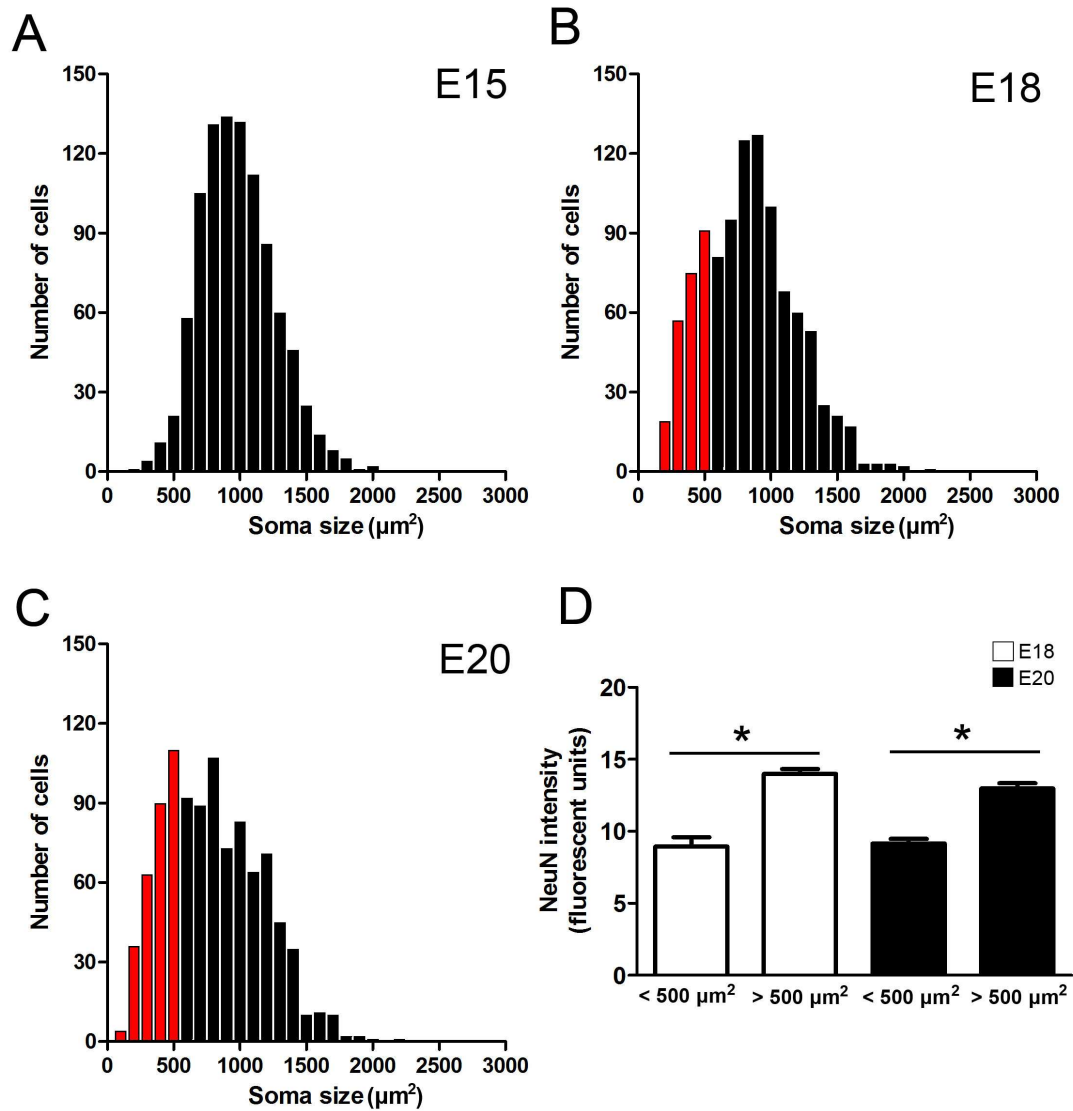 A
E15
150
120
90
60
30
0
Number of cells
0 500 1000 1500 2000 2500 3000
Soma size (µm²)
B
E18
150
120
90
60
30
0
Number of cells
0 500 1000 1500 2000 2500 3000
Soma size (µm²)
C
E20
150
120
90
60
30
0
Number of cells
0 500 1000 1500 2000 2500 3000
Soma size (µm²)
D
E18
E20
20
15
10
5
0
NeuN intensity
(fluorescent units)
* *
< 500 µm² > 500 µm² < 500 µm² > 500 µm²